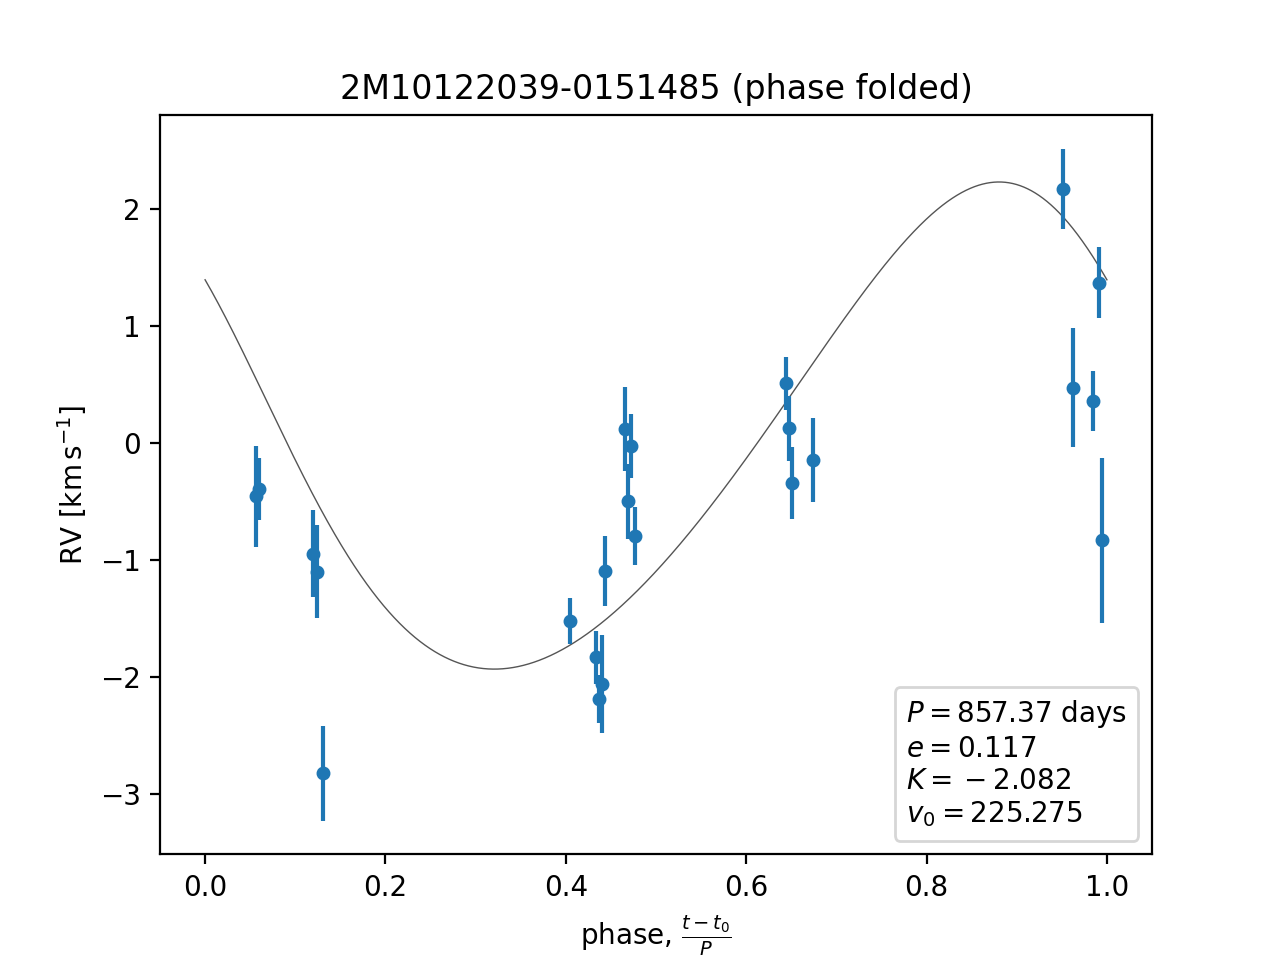 2M10122039-0151485 (phase folded)
RV [km s⁻¹]
2
1
0
−1
−2
−3
P = 857.37 days
e = 0.117
K = −2.082
v₀ = 225.275
0.0 0.2 0.4 0.6 0.8 1.0
phase, (t − t₀)/P